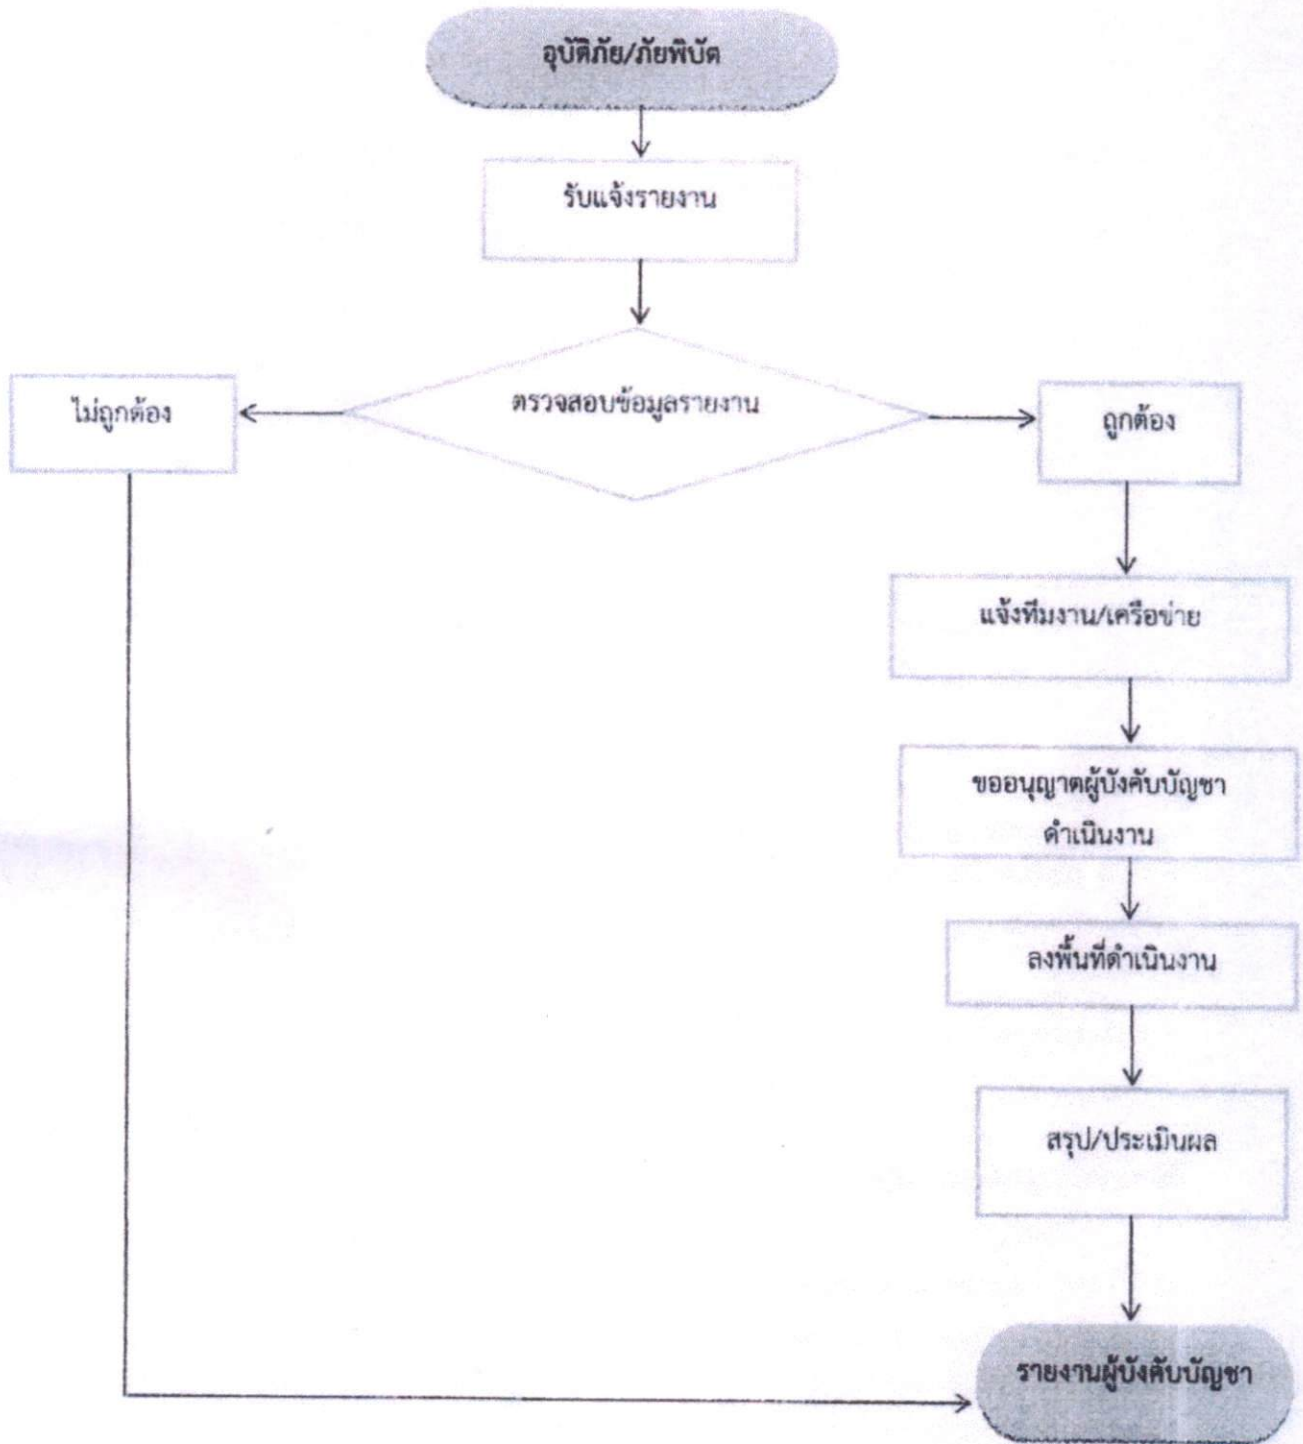 อุบัติภัย/ภัยพิบัต
รับแจ้งรายงาน
ตรวจสอบข้อมูลรายงาน
ไม่ถูกต้อง
ถูกต้อง
แจ้งทีมงาน/เครือข่าย
ขออนุญาตผู้บังคับบัญชา
ดำเนินงาน
ลงพื้นที่ดำเนินงาน
สรุป/ประเมินผล
รายงานผู้บังคับบัญชา